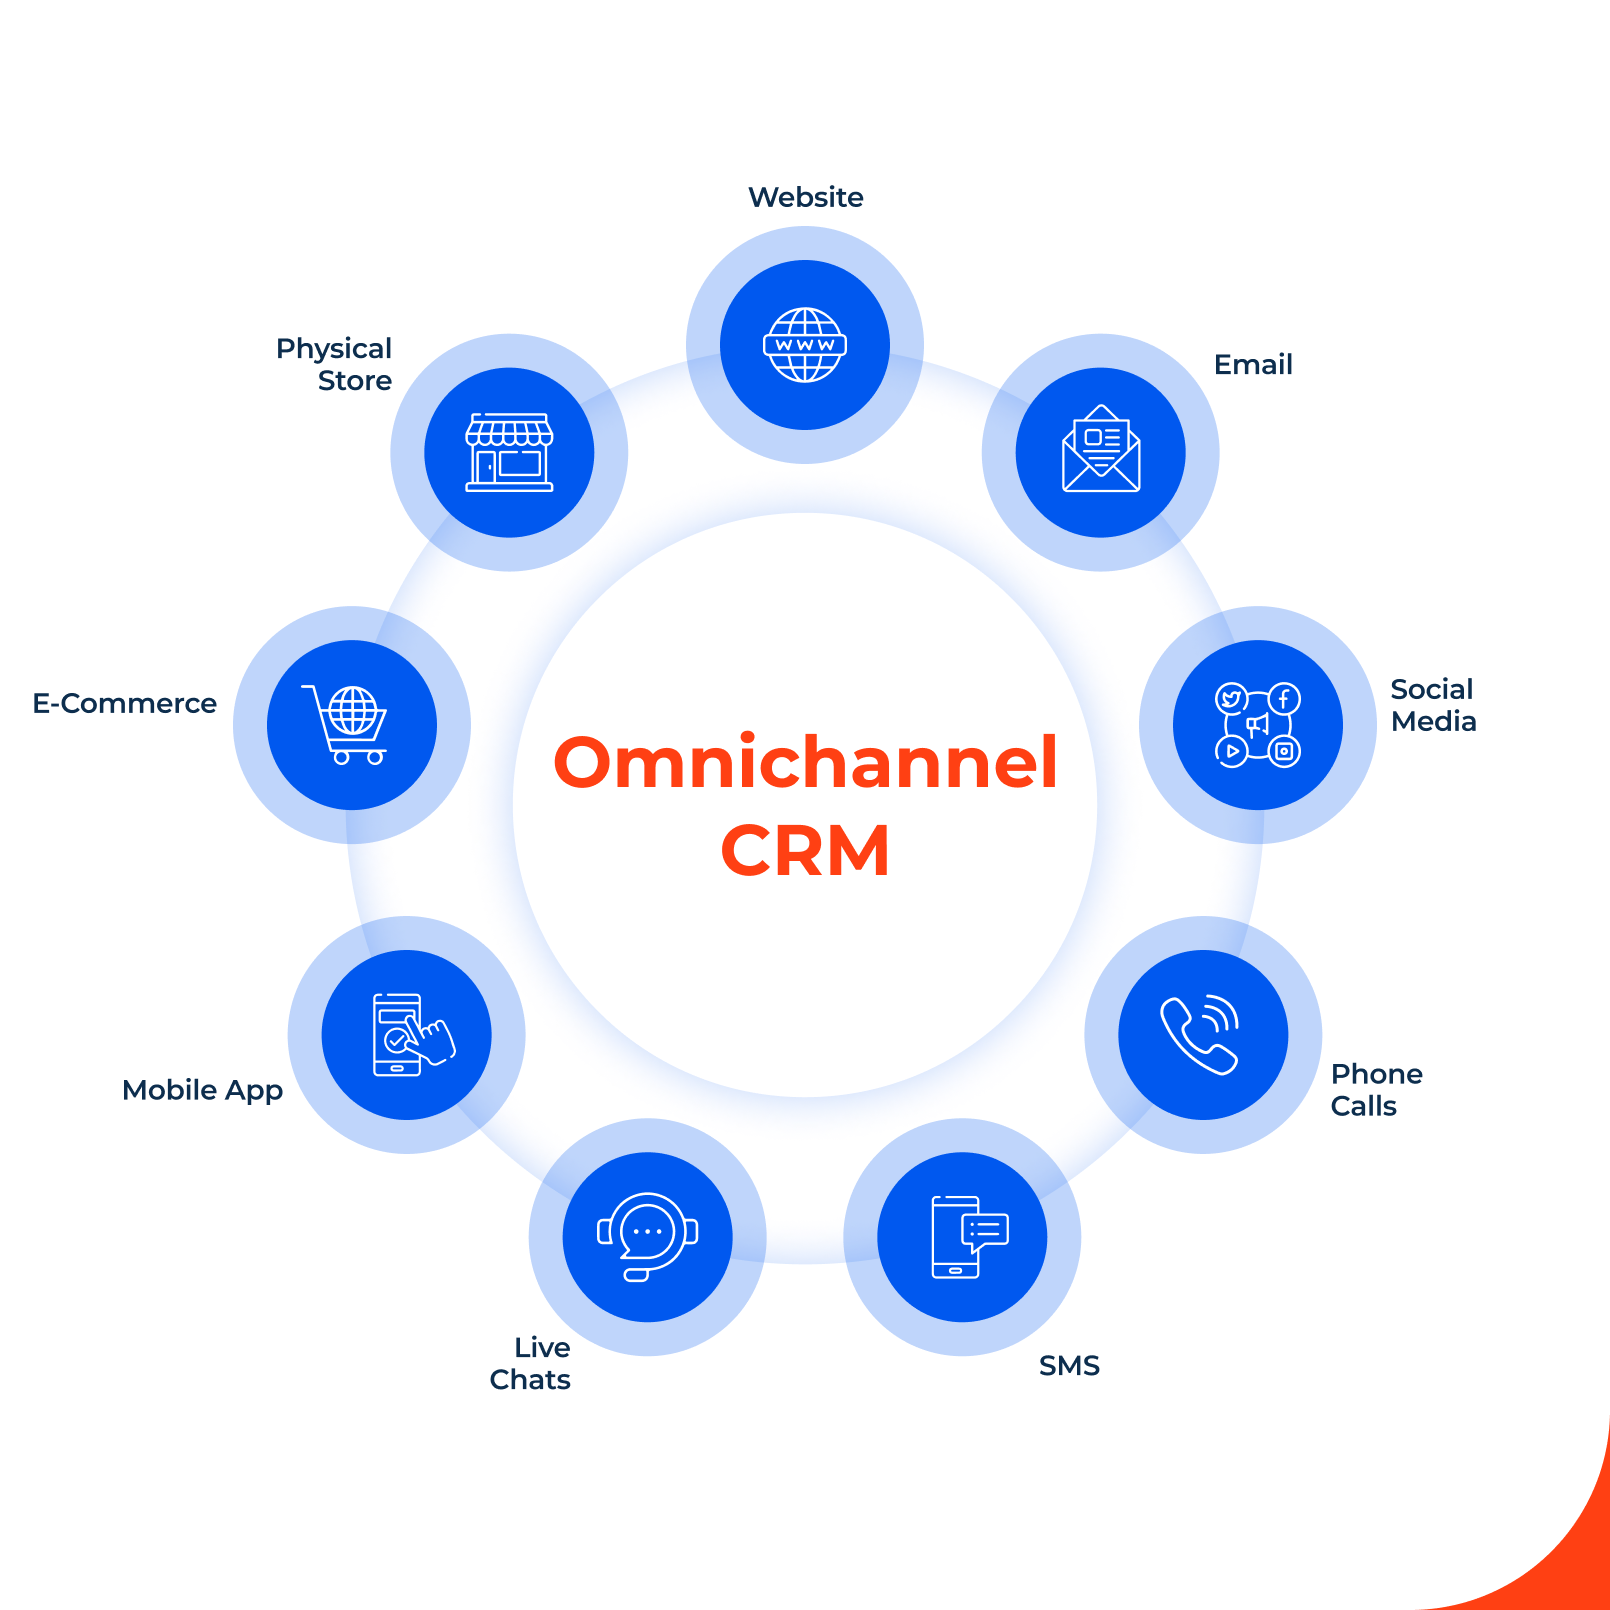 Website
Physical
Store
Email
WWW
E-Commerce
Social
Media
Omnichannel
CRM
Mobile App
Phone
Calls
Live
Chats
SMS